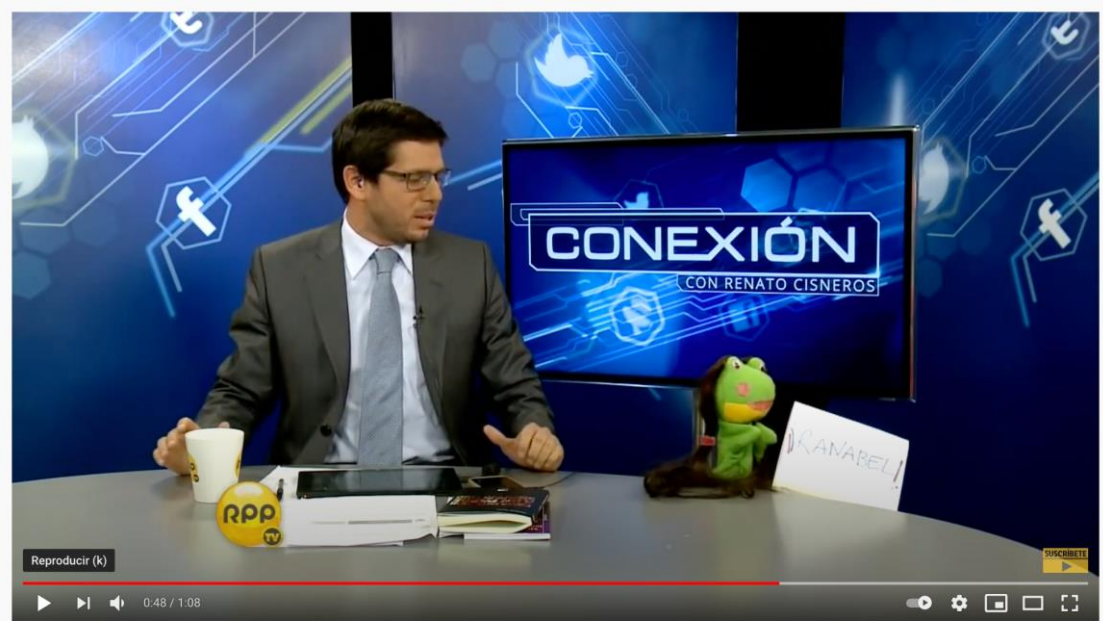 CONEXIÓN
CON RENATO CISNEROS
¡RANABEL!
RPP
TV
SUSCRÍBETE
Reproducir (k)
0:48 / 1:08